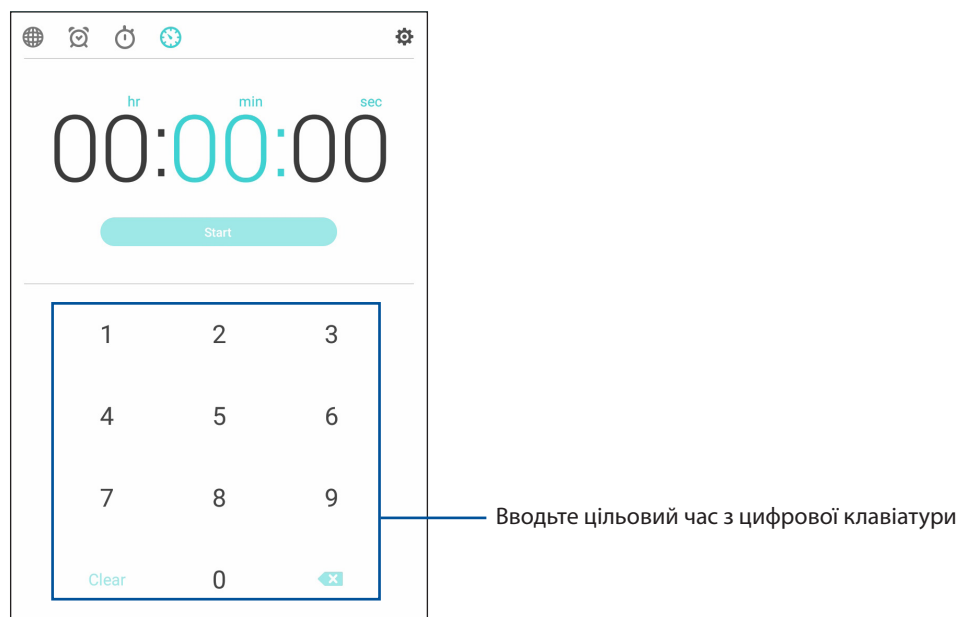 hr min sec
00:00:00
Start
1 2 3
4 5 6
7 8 9
Вводьте цільовий час з цифрової клавіатури
Clear 0